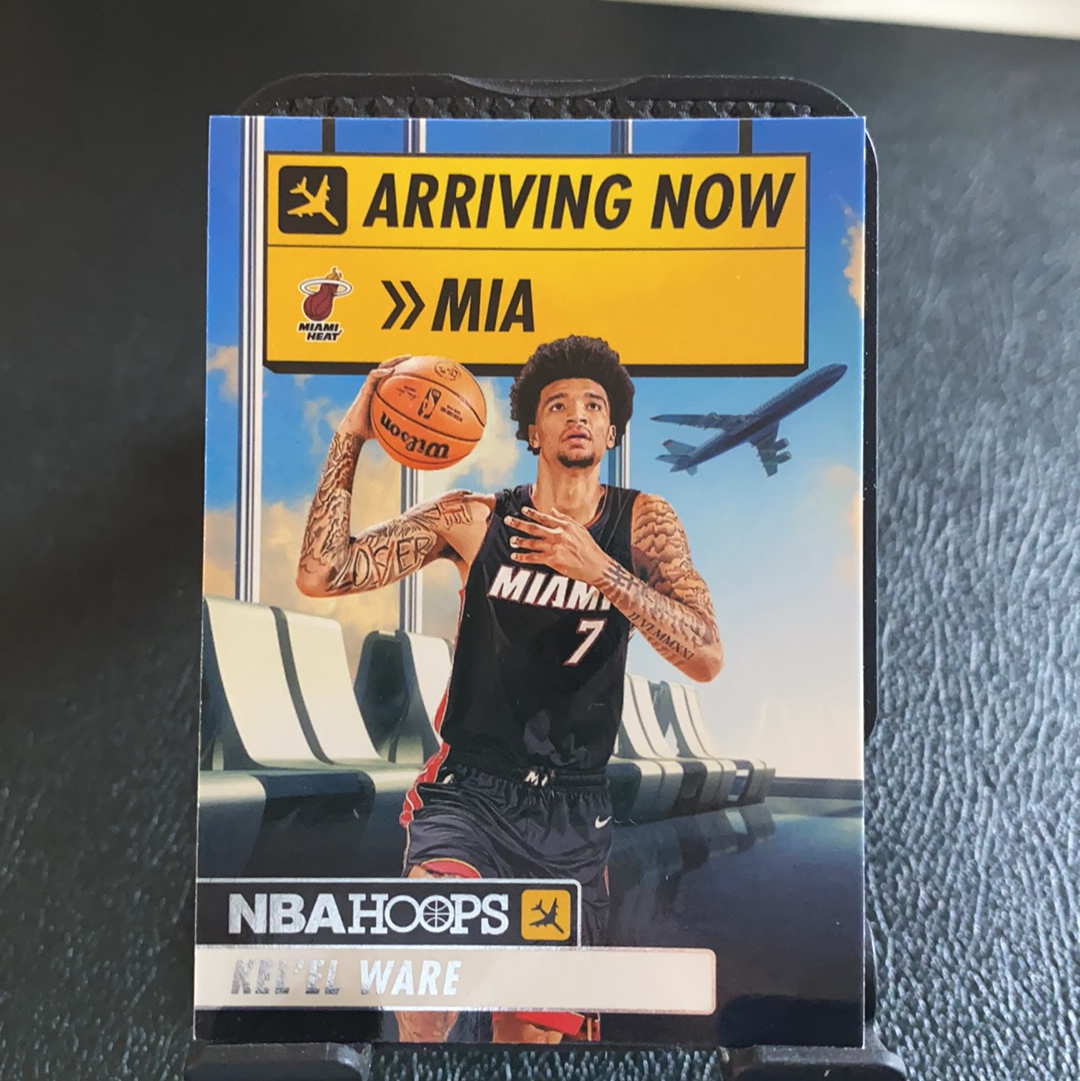 ARRIVING NOW
MIAMI
HEAT
»MIA
Wilson
MIAMI
7
NBAHOOPS
KEL'EL WARE